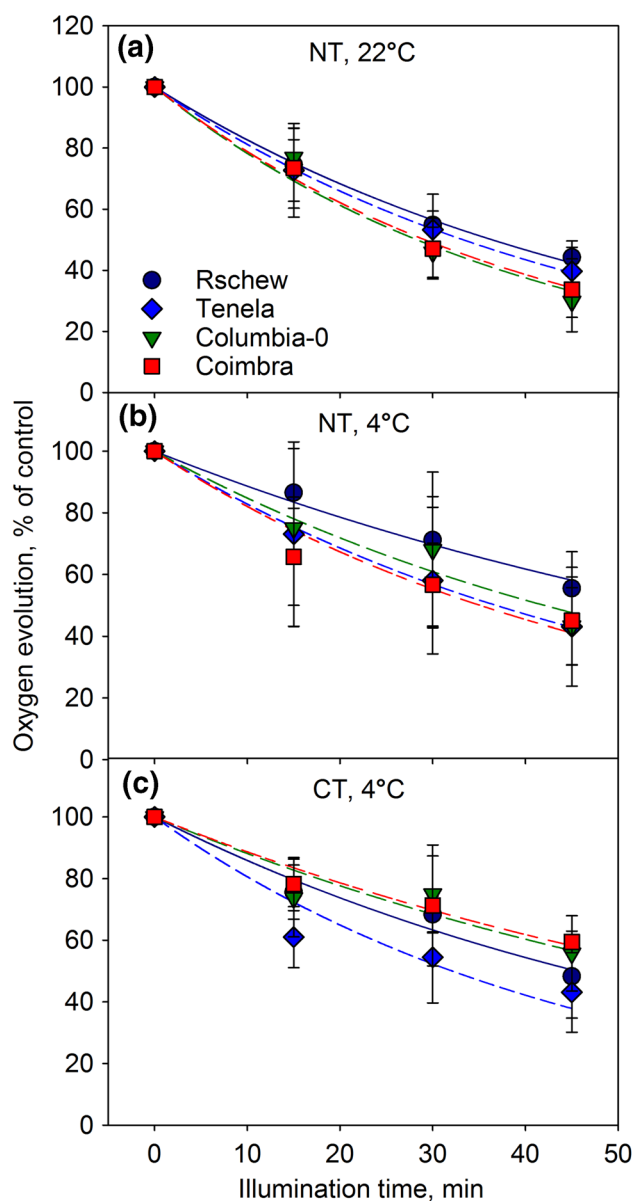 120
(a)
NT, 22°C
100
80
60
40
20
0
Rschew
Tenela
Columbia-0
Coimbra
(b)
NT, 4°C
100
80
60
40
20
0
Oxygen evolution, % of control
(c)
CT, 4°C
100
80
60
40
20
0
0 10 20 30 40 50
Illumination time, min